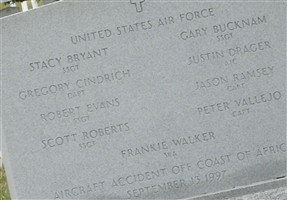 UNITED STATES AIR FORCE
STACY BRYANT
SSGT
GARY BUCKNAM
SSGT
GREGORY CINDRICH
CAPT
JUSTIN DRAGER
A1C
ROBERT EVANS
SSGT
JASON RAMSEY
CAPT
SCOTT ROBERTS
SSGT
PETER VALLEJO
CAPT
FRANKIE WALKER
AIRCRAFT ACCIDENT OFF COAST OF AFRIC
SEPTEMBER 13, 1997